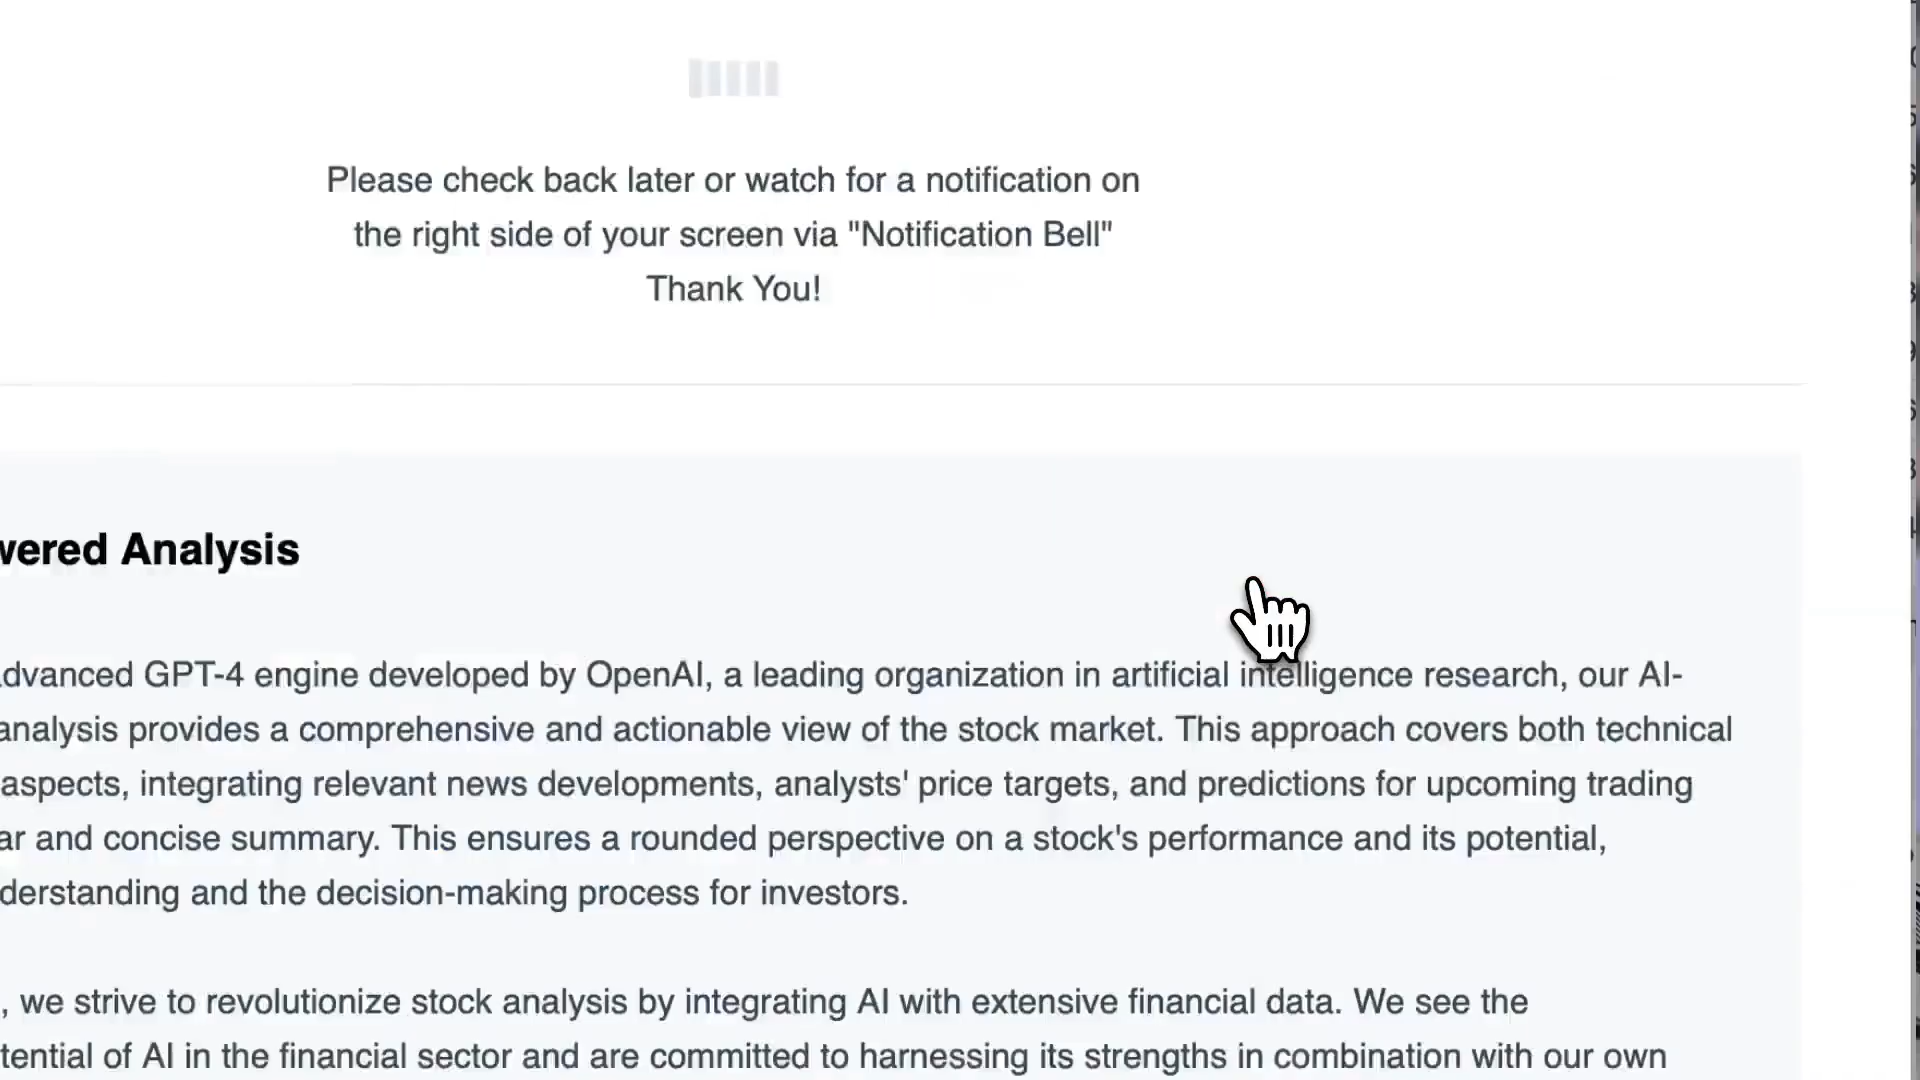 Please check back later or watch for a notification on
the right side of your screen via "Notification Bell"
Thank You!
wered Analysis
dvanced GPT-4 engine developed by OpenAI, a leading organization in artificial intelligence research, our AI-
analysis provides a comprehensive and actionable view of the stock market. This approach covers both technical
aspects, integrating relevant news developments, analysts' price targets, and predictions for upcoming trading
ar and concise summary. This ensures a rounded perspective on a stock's performance and its potential,
derstanding and the decision-making process for investors.
, we strive to revolutionize stock analysis by integrating AI with extensive financial data. We see the
tential of AI in the financial sector and are committed to harnessing its strengths in combination with our own